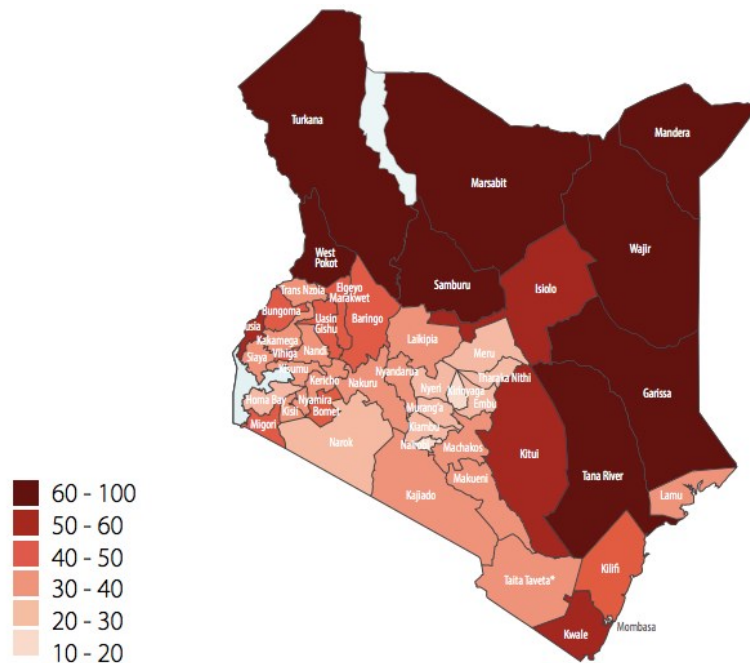 Turkana
Mandera
Marsabit
Wajir
West
Pokot
Samburu
Isiolo
Trans Nzoia
Elgeyo
Marakwet
Bungoma
Uasin
Gishu
Baringo
usia
Kakamega
Laikipia
Vihiga
Nandi
Meru
Siaya
Kisumu
Nyandarua
Tharaka Nithi
Kericho
Nakuru
Nyeri
Kirinyaga
Garissa
Homa Bay
Nyamira
Murang'a
Embu
Kisii
Bomet
Kiambu
Migori
Narok
Nairobi
Machakos
Kitui
Tana River
Makueni
Lamu
Kajiado
Kilifi
Taita Taveta*
Kwale
Mombasa
60 - 100
50 - 60
40 - 50
30 - 40
20 - 30
10 - 20